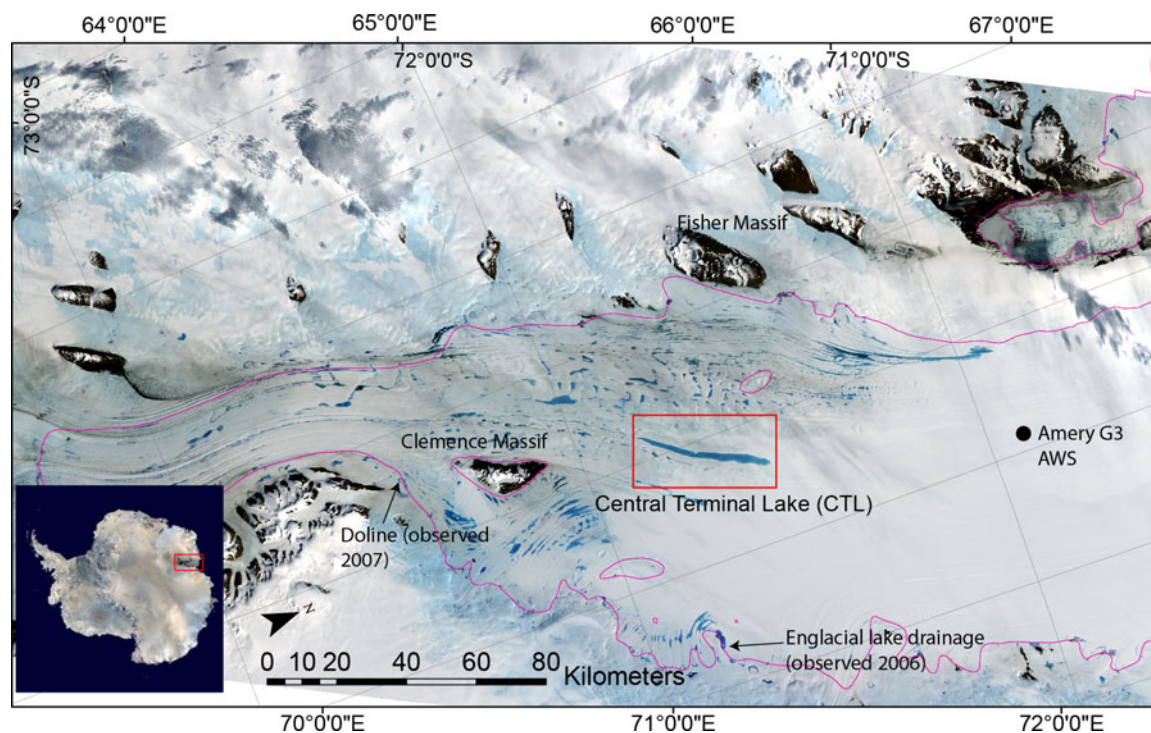 64°0'0"E
65°0'0"E
66°0'0"E
67°0'0"E
72°0'0"S
71°0'0"S
73°0'0"S
Fisher Massif
Clemence Massif
Amery G3
AWS
Central Terminal Lake (CTL)
Doline (observed
2007)
N
Englacial lake drainage
(observed 2006)
0 10 20 40 60 80
Kilometers
70°0'0"E
71°0'0"E
72°0'0"E